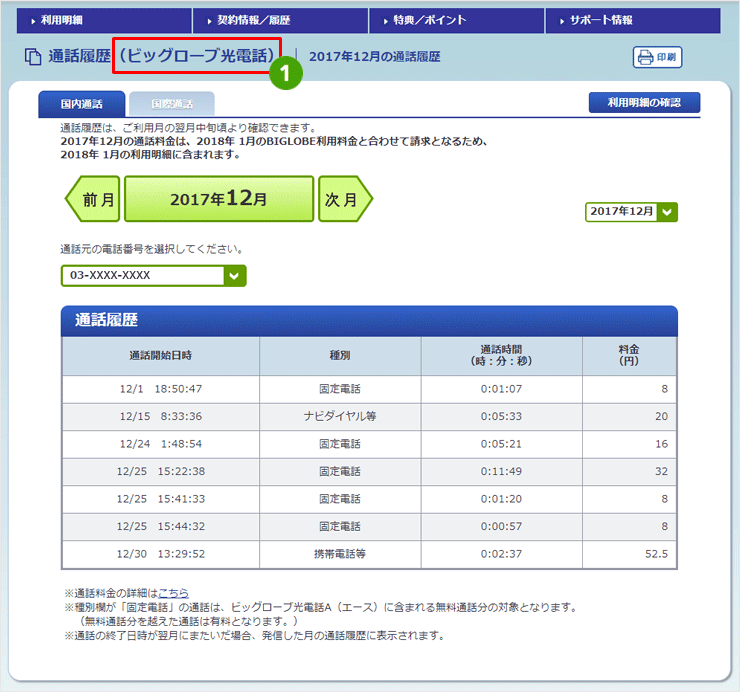 利用明細 契約情報／履歴 特典／ポイント サポート情報
通話履歴（ビッグローブ光電話） 2017年12月の通話履歴 印刷
1
国内通話 国際通話 利用明細の確認
通話履歴は、ご利用月の翌月中旬頃より確認できます。
2017年12月の通話料金は、2018年 1月のBIGLOBE利用料金と合わせて請求となるため、
2018年 1月の利用明細に含まれます。
前月 2017年12月 次月
2017年12月
通話元の電話番号を選択してください。
03-XXXX-XXXX
通話履歴
通話開始日時 種別 通話時間（時：分：秒） 料金（円）
12/1 18:50:47 固定電話 0:01:07 8
12/15 8:33:36 ナビダイヤル等 0:05:33 20
12/24 1:48:54 固定電話 0:05:21 16
12/25 15:22:38 固定電話 0:11:49 32
12/25 15:41:33 固定電話 0:01:20 8
12/25 15:44:32 固定電話 0:00:57 8
12/30 13:29:52 携帯電話等 0:02:37 52.5
※通話料金の詳細はこちら
※種別欄が「固定電話」の通話は、ビッグローブ光電話A（エース）に含まれる無料通話分の対象となります。
（無料通話分を越えた通話は有料となります。）
※通話の終了日時が翌月にまたいだ場合、発信した月の通話履歴に表示されます。